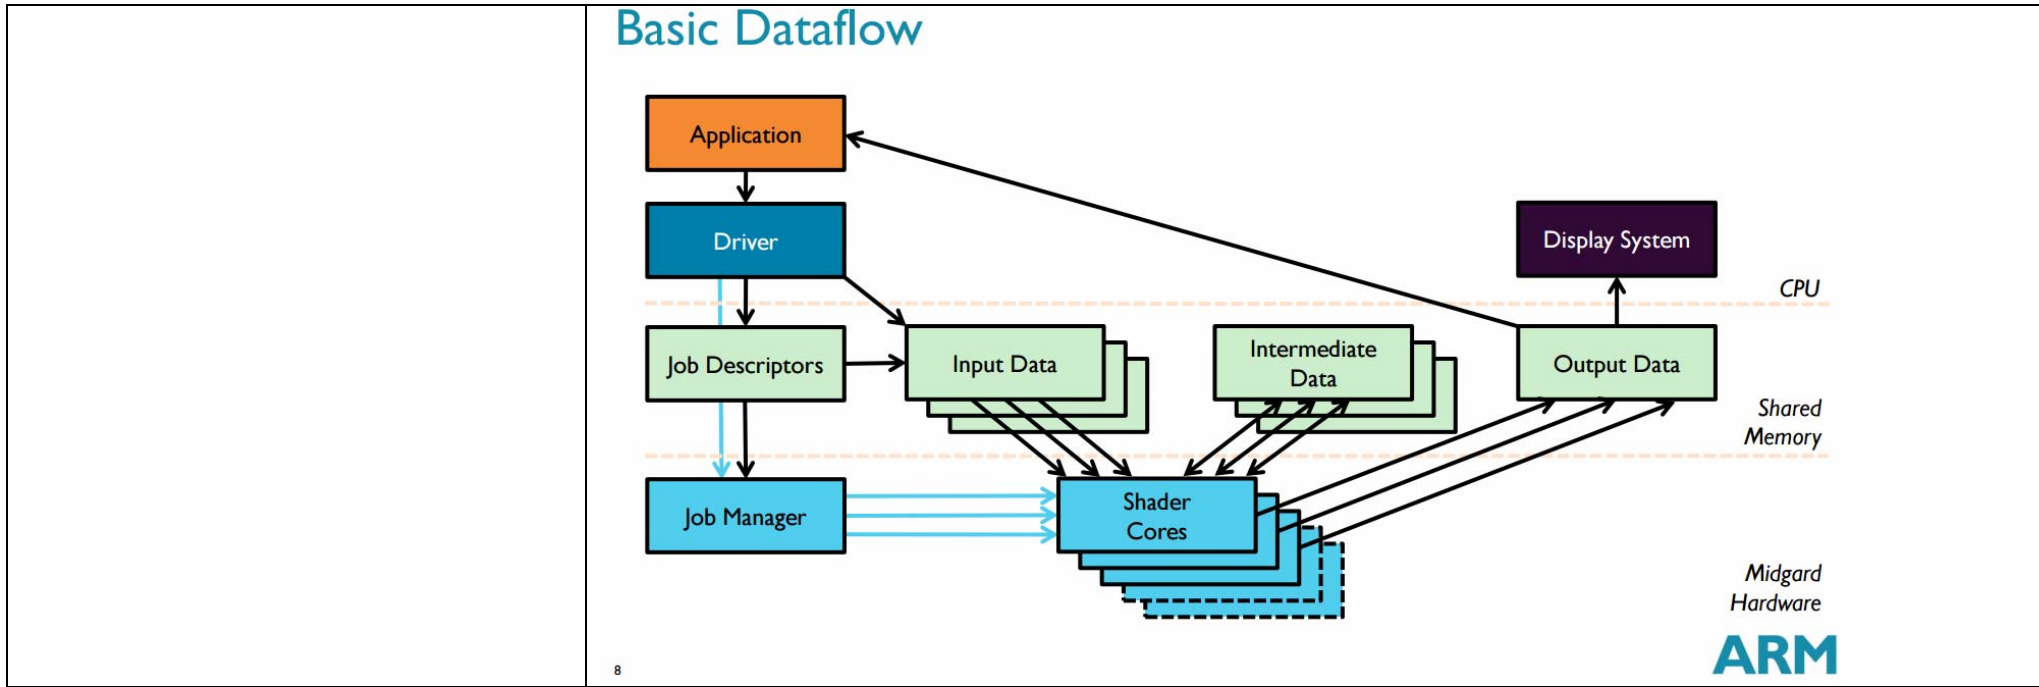 Basic Dataflow
Application
Driver
Display System
CPU
Job Descriptors
Input Data
Intermediate
Data
Output Data
Shared
Memory
Job Manager
Shader
Cores
Midgard
Hardware
8
ARM